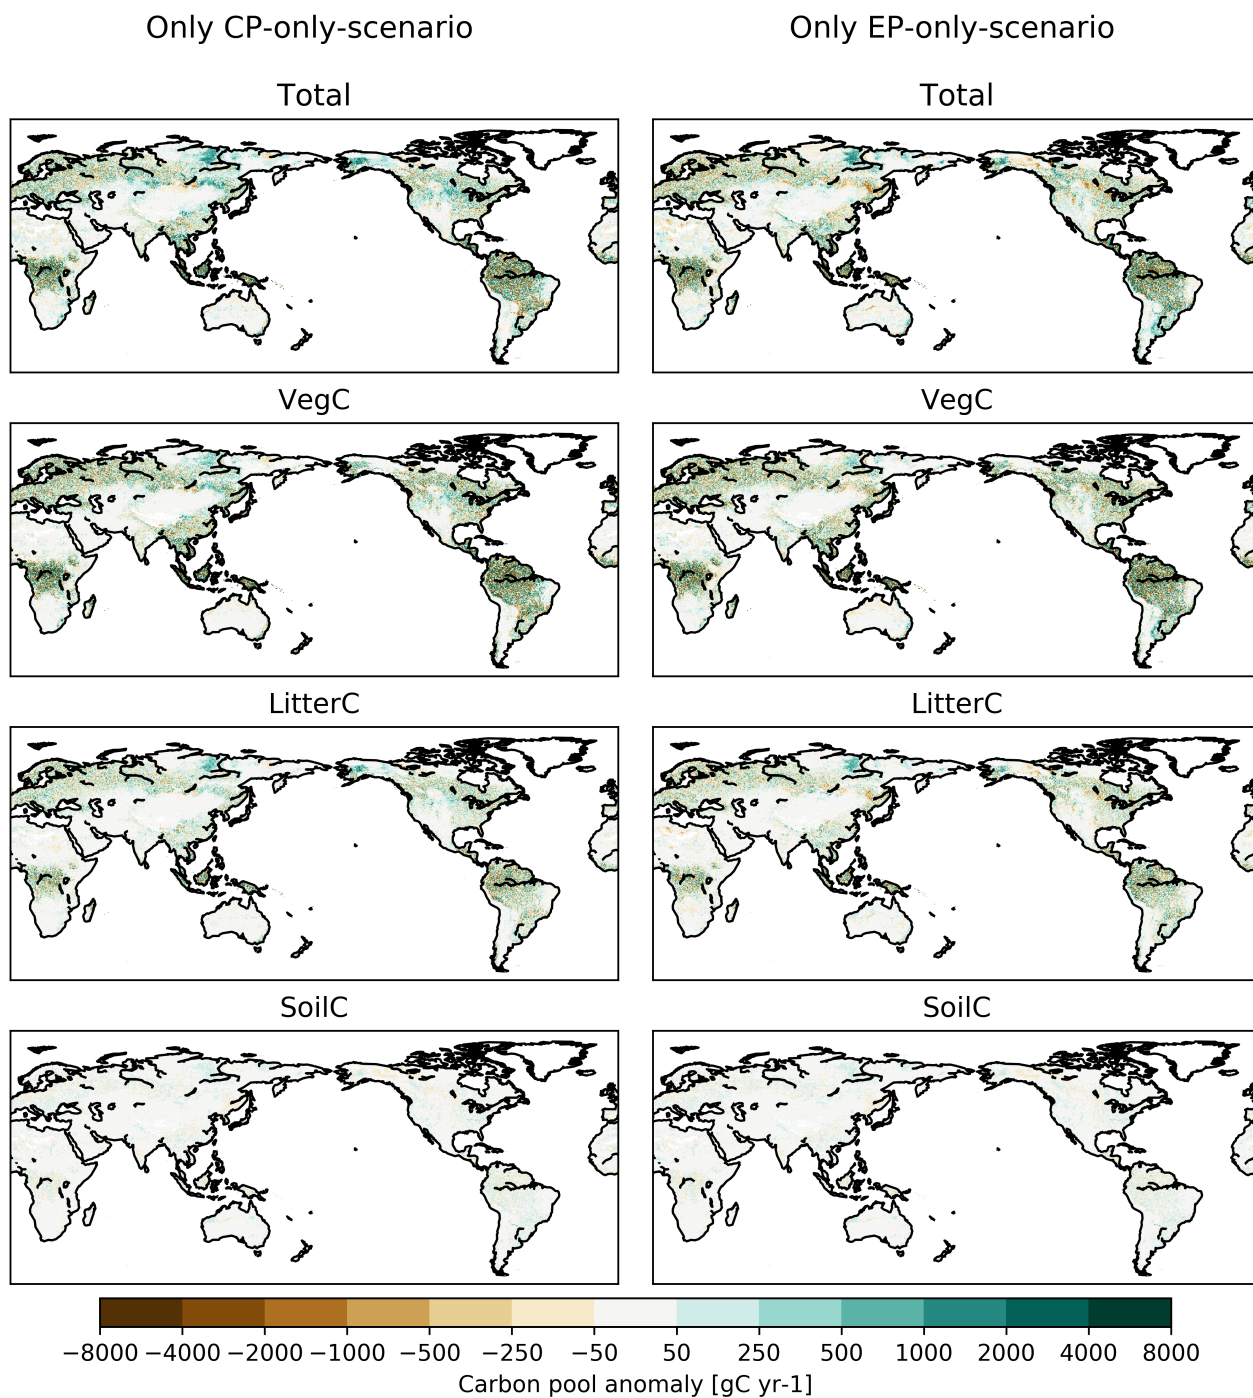 Only CP-only-scenario
Only EP-only-scenario
Total
Total
VegC
VegC
LitterC
LitterC
SoilC
SoilC
−8000 −4000 −2000 −1000 −500 −250 −50 50 250 500 1000 2000 4000 8000
Carbon pool anomaly [gC yr-1]